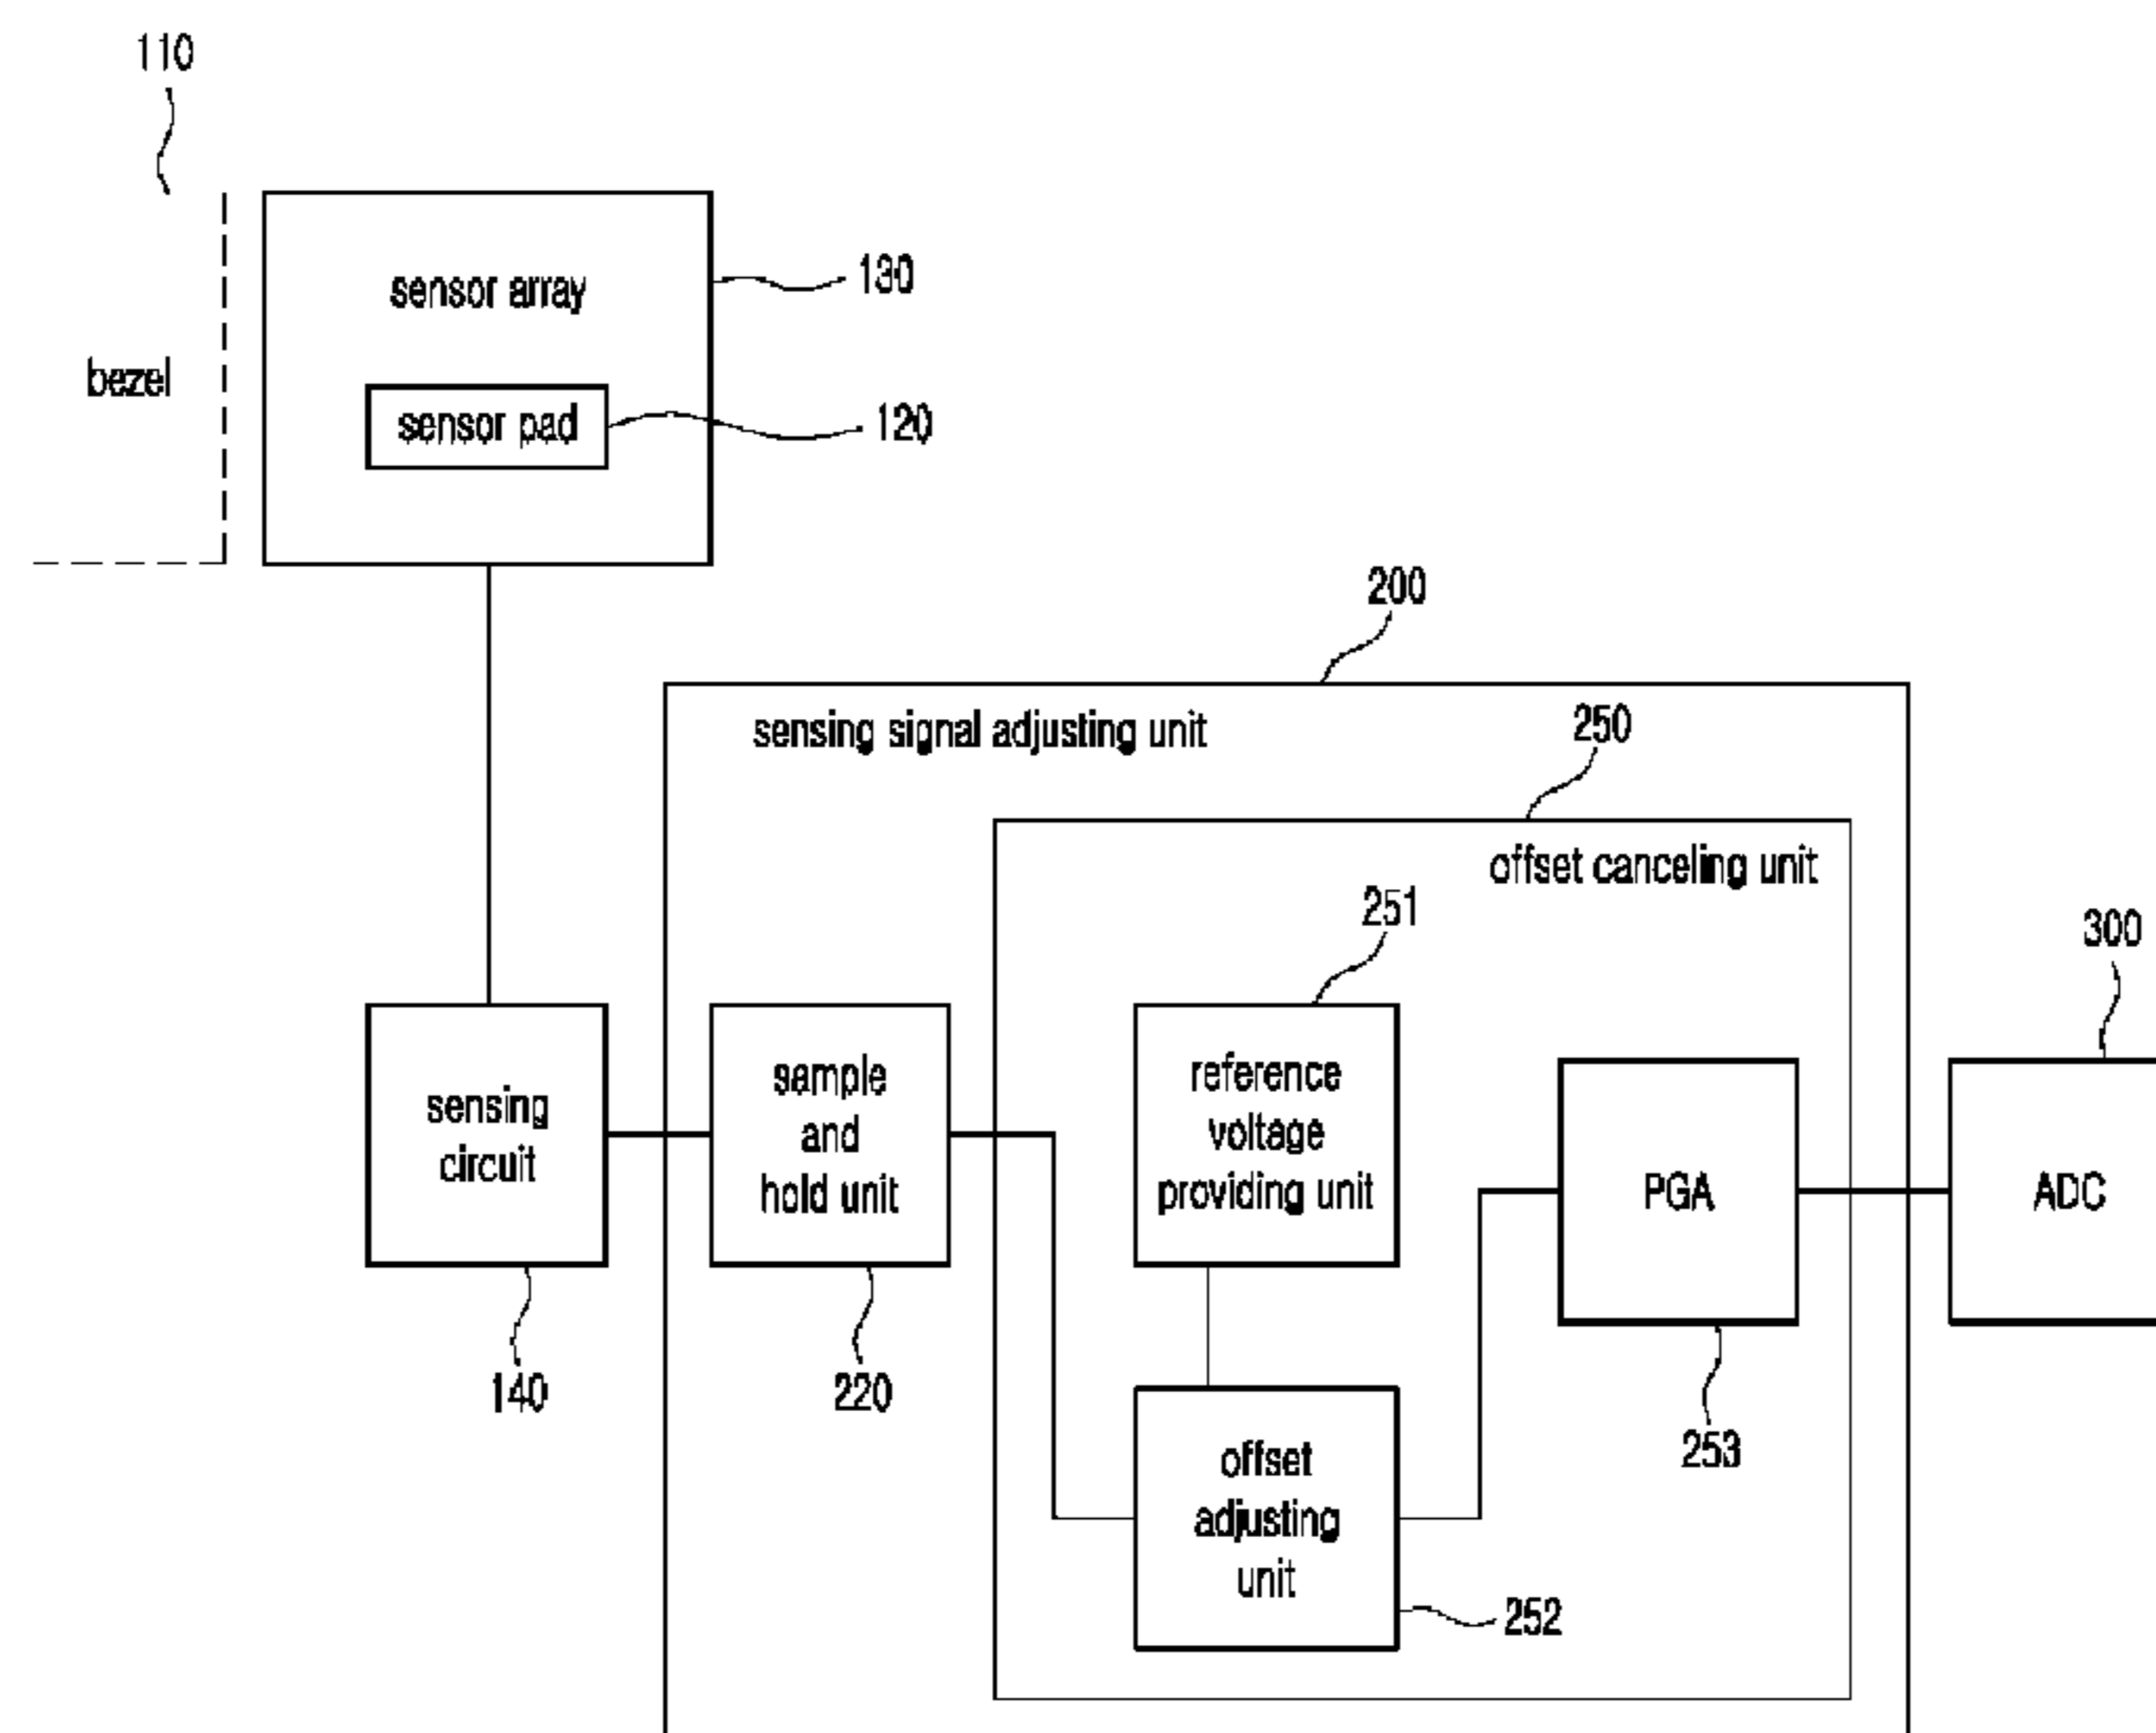 110
sensor array
130
bezel
sensor pad
120
200
sensing signal adjusting unit
250
offset canceling unit
251
300
sensing
circuit
sample
and
hold unit
reference
voltage
providing unit
PGA
ADC
140
220
253
offset
adjusting
unit
252